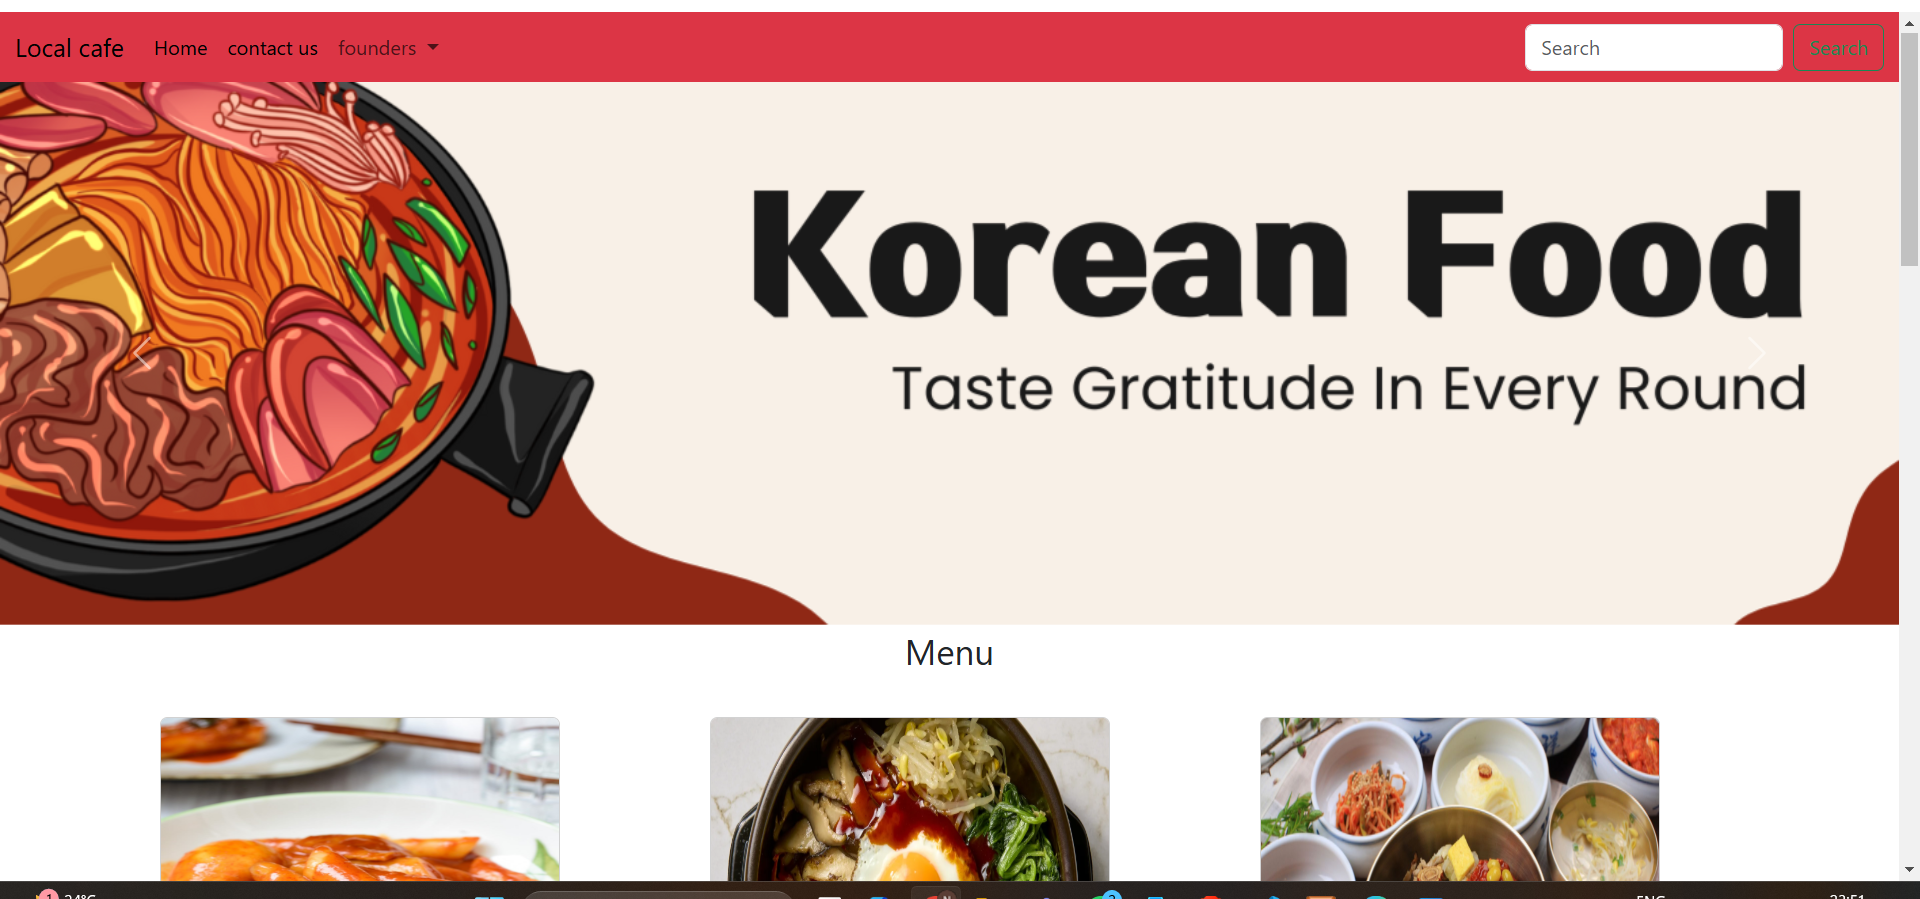 Local cafe Home contact us founders Search Search
Korean Food
Taste Gratitude In Every Round
Menu